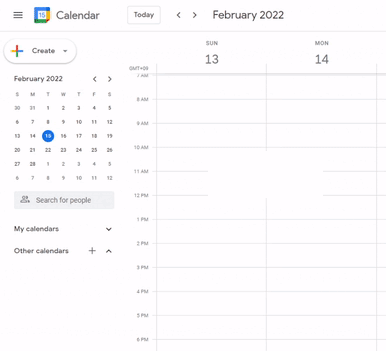 15 Calendar Today February 2022
Create
SUN MON
13 14
GMT+09
February 2022
S M T W T F S
30 31 1 2 3 4 5
6 7 8 9 10 11 12
13 14 15 16 17 18 19
20 21 22 23 24 25 26
27 28 1 2 3 4 5
6 7 8 9 10 11 12
Search for people
My calendars
Other calendars
7 AM
8 AM
9 AM
10 AM
11 AM
12 PM
1 PM
2 PM
3 PM
4 PM
5 PM
6 PM